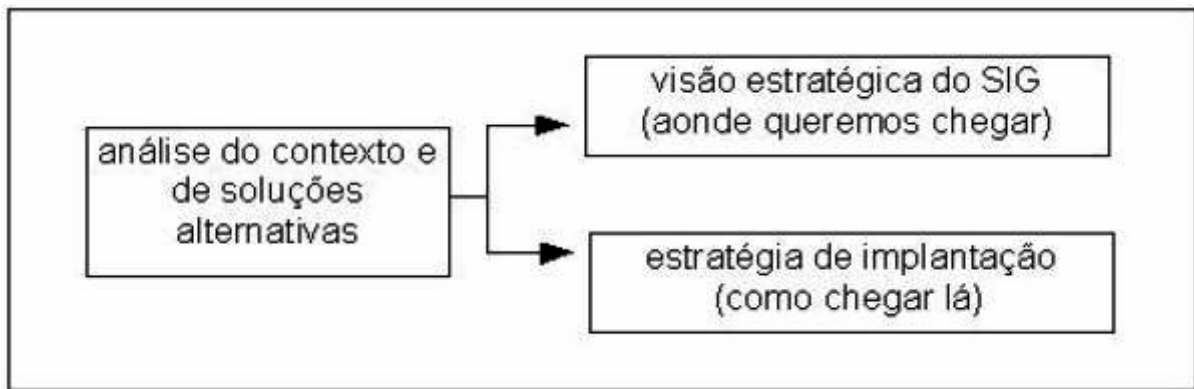 análise do contexto e
de soluções
alternativas
visão estratégica do SIG
(aonde queremos chegar)
estratégia de implantação
(como chegar lá)